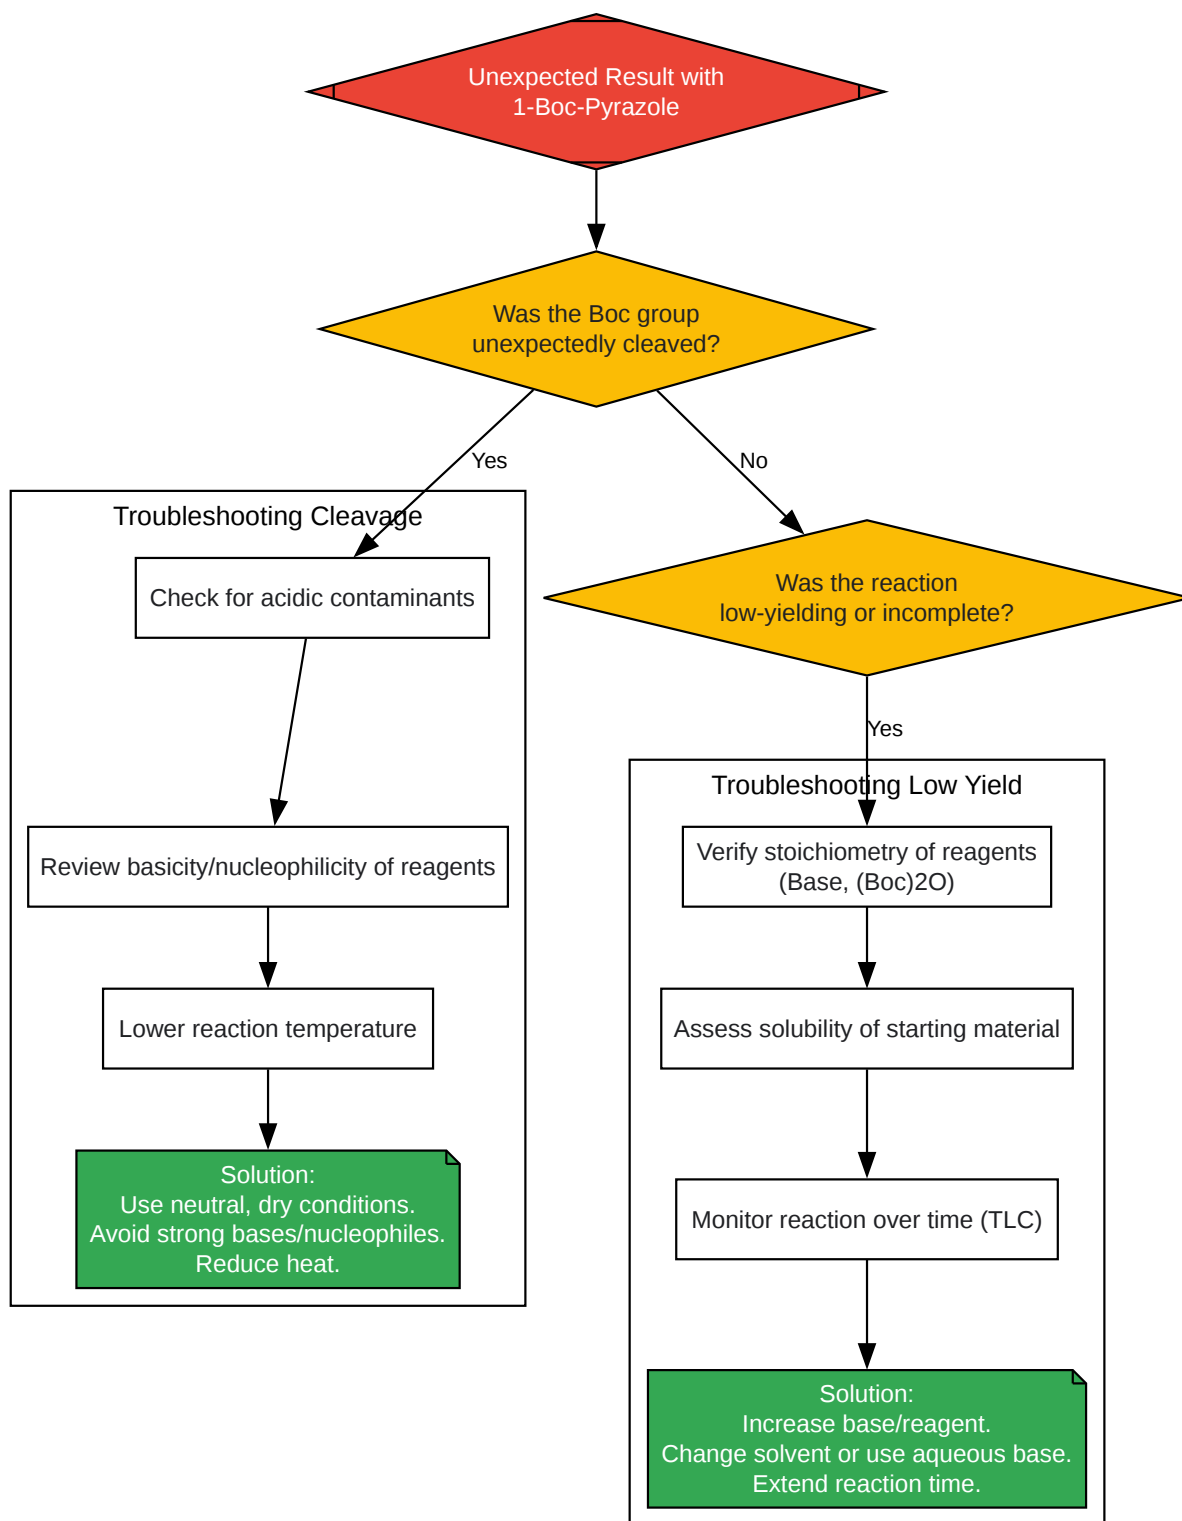 Unexpected Result with
1-Boc-Pyrazole
Was the Boc group
unexpectedly cleaved?
Yes
No
Troubleshooting Cleavage
Check for acidic contaminants
Review basicity/nucleophilicity of reagents
Lower reaction temperature
Solution:
Use neutral, dry conditions.
Avoid strong bases/nucleophiles.
Reduce heat.
Was the reaction
low-yielding or incomplete?
Yes
Troubleshooting Low Yield
Verify stoichiometry of reagents
(Base, (Boc)2O)
Assess solubility of starting material
Monitor reaction over time (TLC)
Solution:
Increase base/reagent.
Change solvent or use aqueous base.
Extend reaction time.